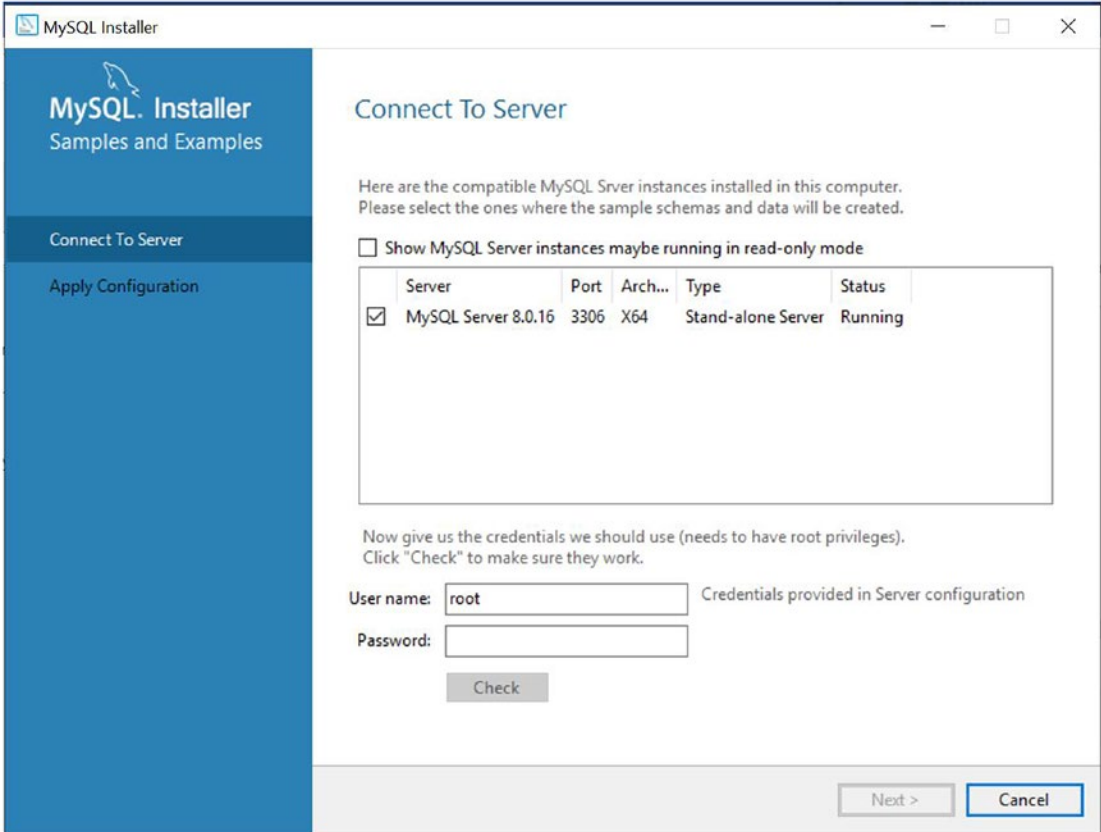 MySQL Installer
MySQL. Installer
Samples and Examples
Connect To Server
Apply Configuration
Connect To Server
Here are the compatible MySQL Srver instances installed in this computer.
Please select the ones where the sample schemas and data will be created.
Show MySQL Server instances maybe running in read-only mode
Server Port Arch... Type Status
MySQL Server 8.0.16 3306 X64 Stand-alone Server Running
Now give us the credentials we should use (needs to have root privileges).
Click "Check" to make sure they work.
User name: root Credentials provided in Server configuration
Password:
Check
Next > Cancel